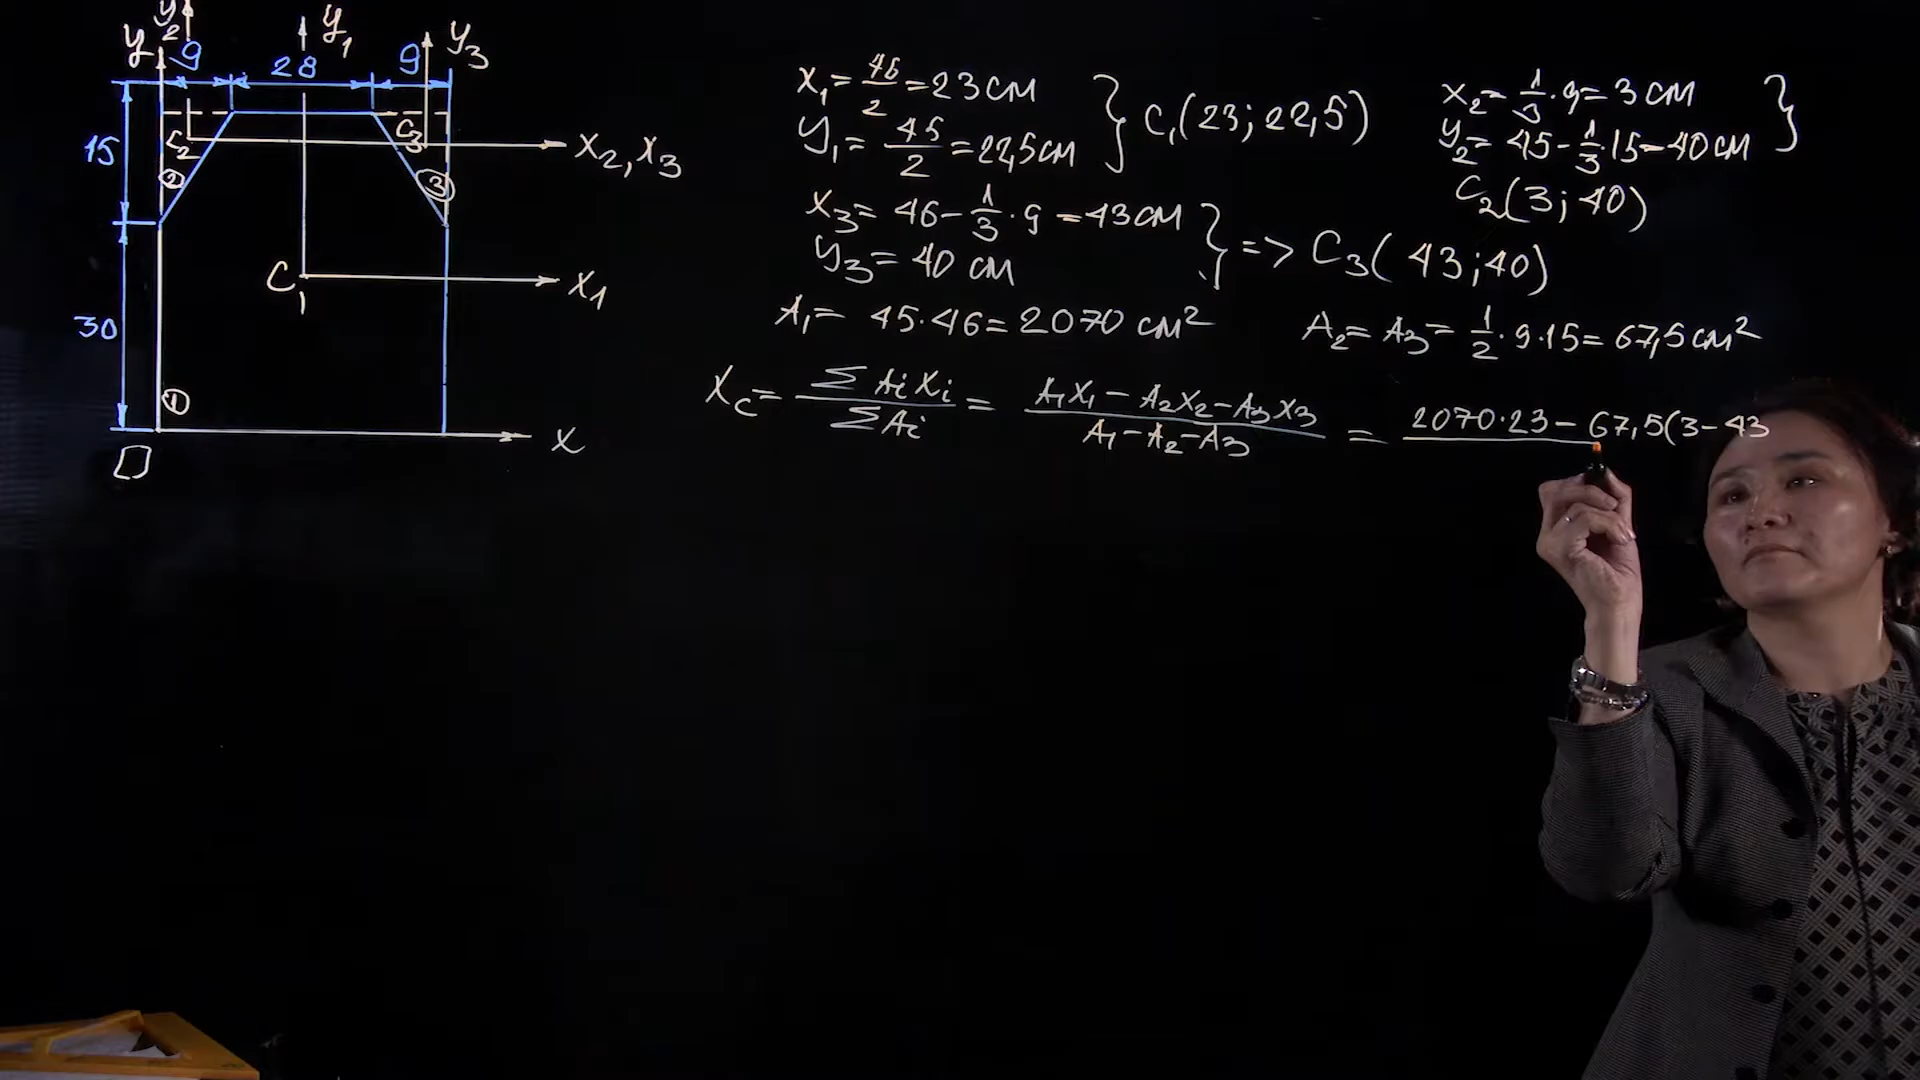 y₂
y₁
y
y₃
9
28
9
C₂
C₃
x₂, x₃
15
②
③
C₁
x₁
30
①
x
0
x₁ = 46/2 = 23 см
y₁ = 45/2 = 22,5 см } C₁(23; 22,5)
x₂ = 1/3 · 9 = 3 см
y₂ = 45 - 1/3 · 15 = 40 см }
C₂(3; 40)
x₃ = 46 - 1/3 · 9 = 43 см
y₃ = 40 см } => C₃(43; 40)
A₁ = 45 · 46 = 2070 см²
A₂ = A₃ = 1/2 · 9 · 15 = 67,5 см²
x_c = ΣAᵢxᵢ / ΣAᵢ = (A₁x₁ - A₂x₂ - A₃x₃) / (A₁ - A₂ - A₃) = 2070 · 23 - 67,5(3 - 43